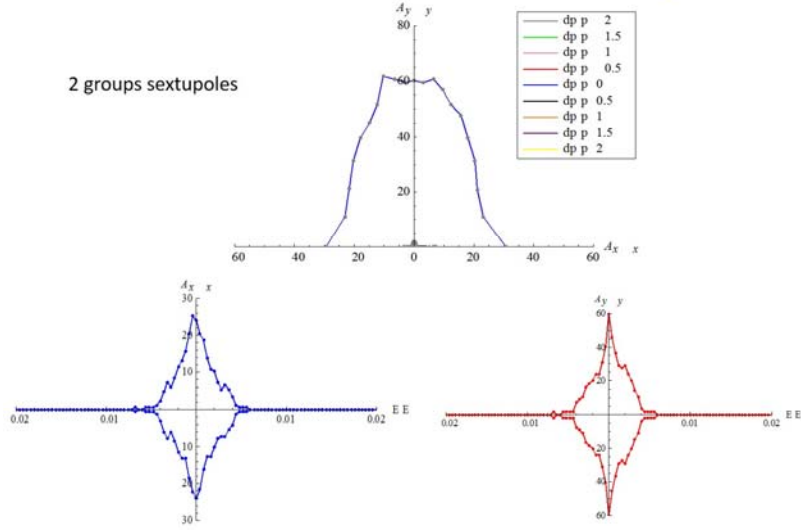 Ay y
80
60
40
20
2 groups sextupoles
dp p 2
dp p 1.5
dp p 1
dp p 0.5
dp p 0
dp p 0.5
dp p 1
dp p 1.5
dp p 2
60 40 20 0 20 40 60
Ax x
Ax x
30
20
10
10
20
30
0.02 0.01 0.01 0.02
E E
Ay y
60
40
20
20
40
60
0.02 0.01 0.01 0.02
E E